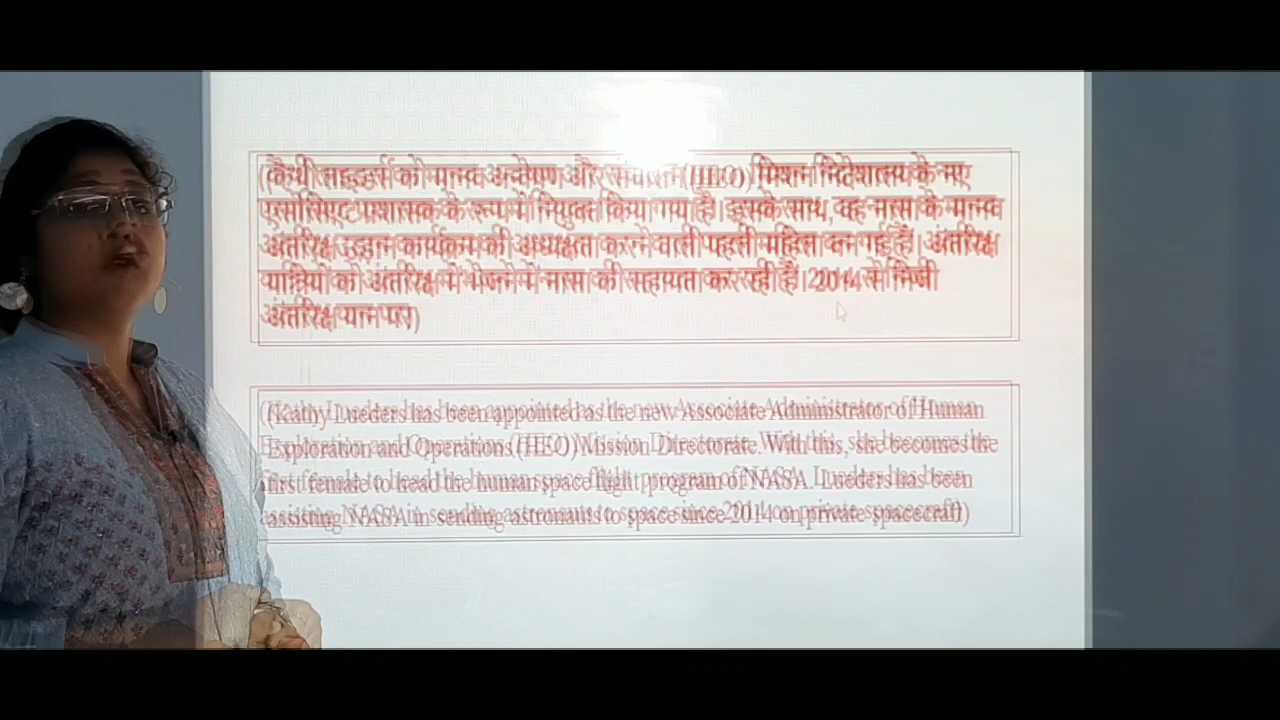 (कैथी लाइडर्स को मानव अन्वेषण और संचालन (HEO) मिशन निदेशालय के नए
एसोसिएट प्रशासक के रूप में नियुक्त किया गया है। इसके साथ, वह नासा के मानव
अंतरिक्ष उड़ान कार्यक्रम की अध्यक्षता करने वाली पहली महिला बन गई हैं। अंतरिक्ष
यात्रियों को अंतरिक्ष में भेजने में नासा की सहायता कर रही हैं। 2014 से निजी
अंतरिक्ष यान पर)
(Kathy Lueders has been appointed as the new Associate Administrator of Human
Exploration and Operations (HEO) Mission Directorate. With this, she becomes the
first female to head the human space flight program of NASA. Lueders has been
assisting NASA in sending astronauts to space since 2014 on private spacecraft)